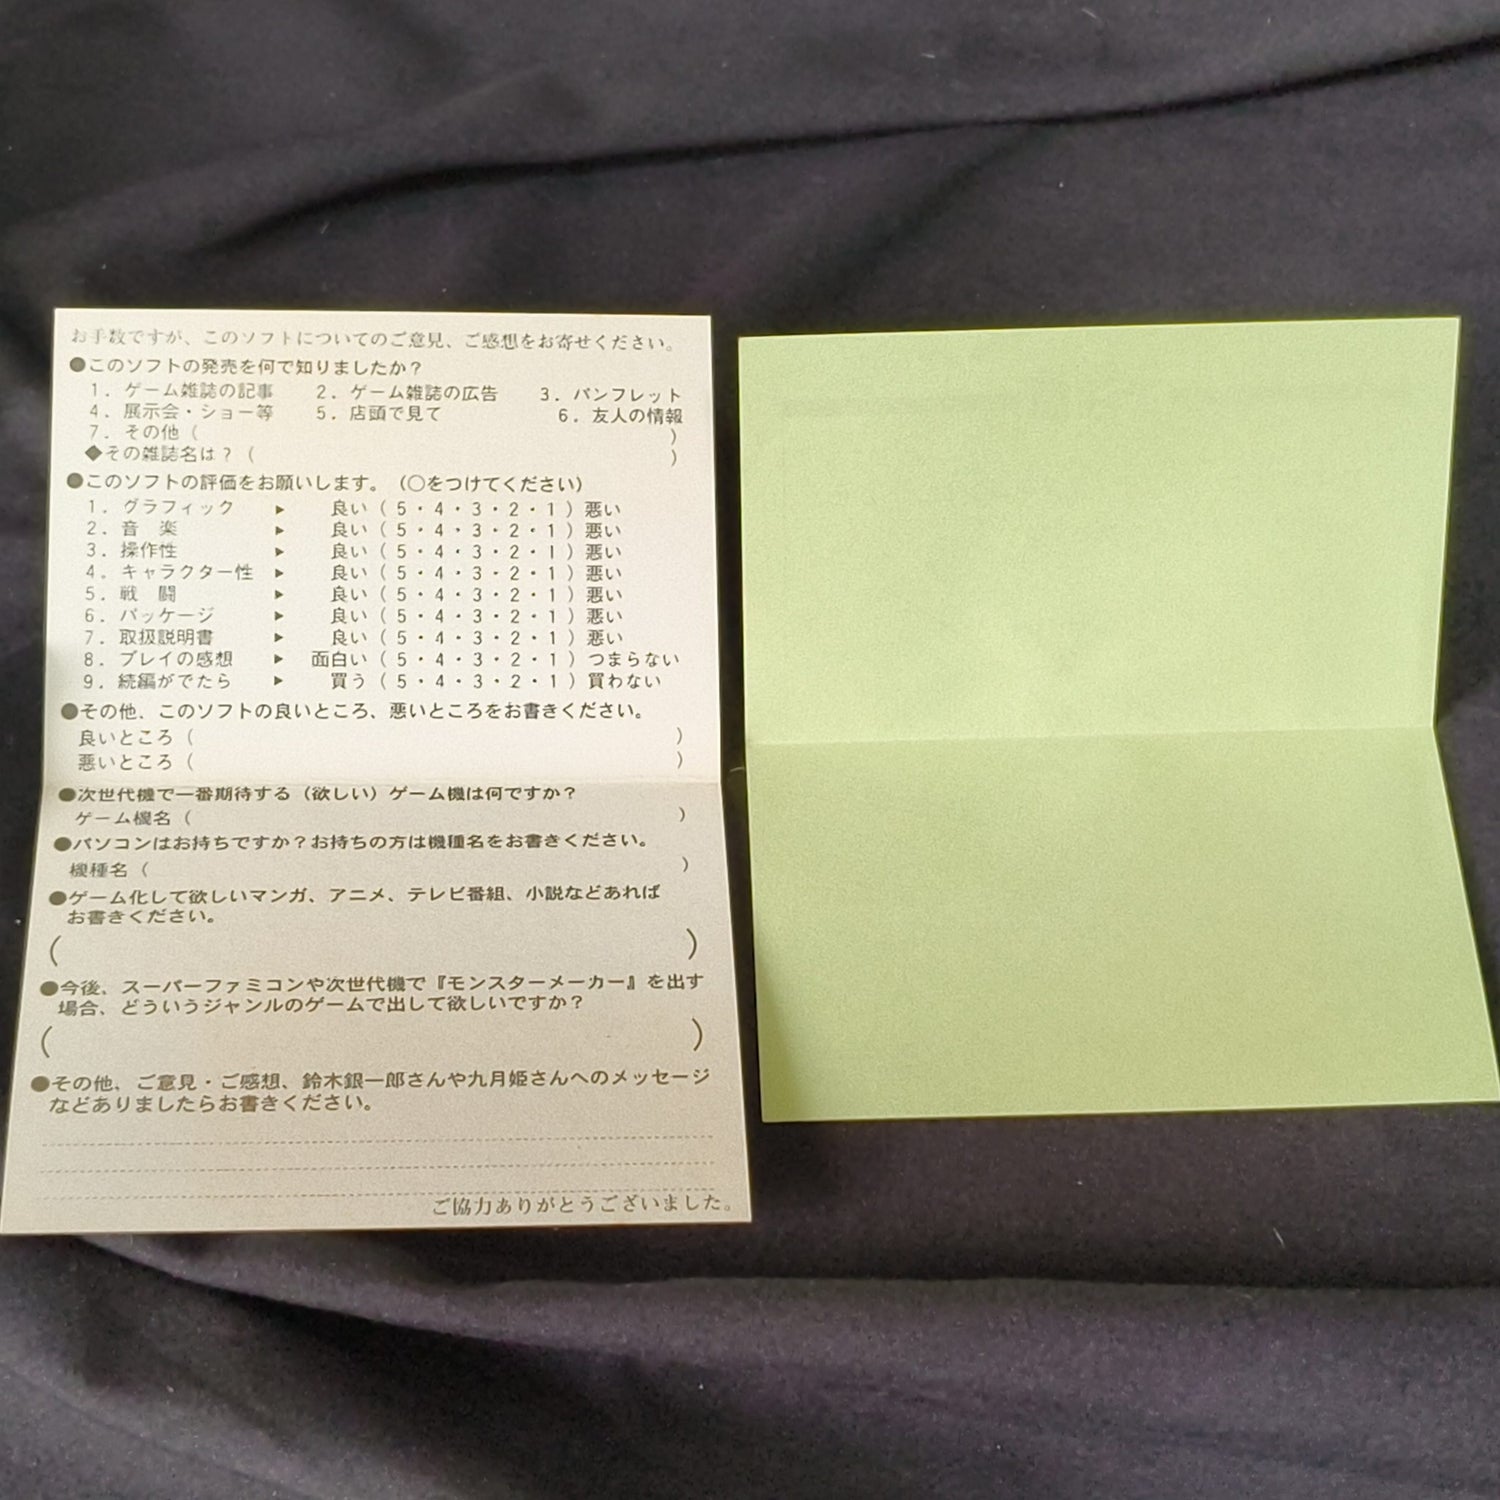 お手数ですが、このソフトについてのご意見、ご感想をお寄せください。
●このソフトの発売を何で知りましたか？
1．ゲーム雑誌の記事　2．ゲーム雑誌の広告　3．パンフレット
4．展示会・ショー等　5．店頭で見て　6．友人の情報
7．その他（　）
◆その雑誌名は？（　）
●このソフトの評価をお願いします。（○をつけてください）
1．グラフィック　▶　良い（5・4・3・2・1）悪い
2．音　楽　▶　良い（5・4・3・2・1）悪い
3．操作性　▶　良い（5・4・3・2・1）悪い
4．キャラクター性　▶　良い（5・4・3・2・1）悪い
5．戦　闘　▶　良い（5・4・3・2・1）悪い
6．パッケージ　▶　良い（5・4・3・2・1）悪い
7．取扱説明書　▶　良い（5・4・3・2・1）悪い
8．プレイの感想　▶　面白い（5・4・3・2・1）つまらない
9．続編がでたら　▶　買う（5・4・3・2・1）買わない
●その他、このソフトの良いところ、悪いところをお書きください。
良いところ（　）
悪いところ（　）
●次世代機で一番期待する（欲しい）ゲーム機は何ですか？
ゲーム機名（　）
●パソコンはお持ちですか？お持ちの方は機種名をお書きください。
機種名（　）
●ゲーム化して欲しいマンガ、アニメ、テレビ番組、小説などあれば
お書きください。
（　）
●今後、スーパーファミコンや次世代機で『モンスターメーカー』を出す
場合、どういうジャンルのゲームで出して欲しいですか？
（　）
●その他、ご意見・ご感想、鈴木銀一郎さんや九月姫さんへのメッセージ
などありましたらお書きください。
ご協力ありがとうございました。